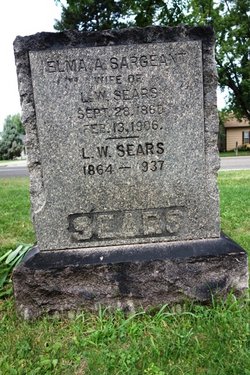 ELMA A. SARGEANT
WIFE OF
L. W. SEARS
SEPT. 28. 1860
FEB. 13. 1906.
L. W. SEARS
1864 – 1937
SEARS